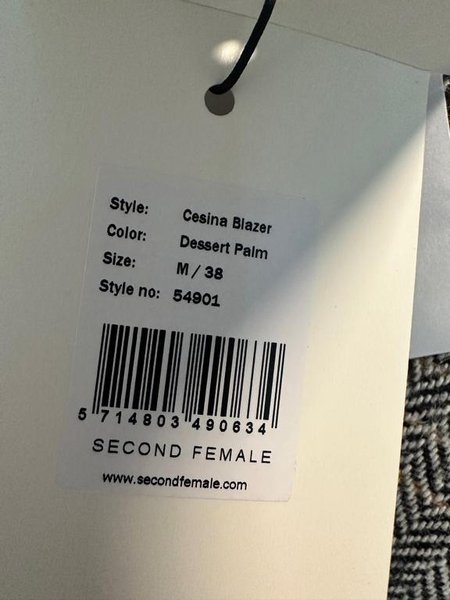 Style: Cesina Blazer
Color: Dessert Palm
Size: M / 38
Style no: 54901
5 714803 490634
SECOND FEMALE
www.secondfemale.com